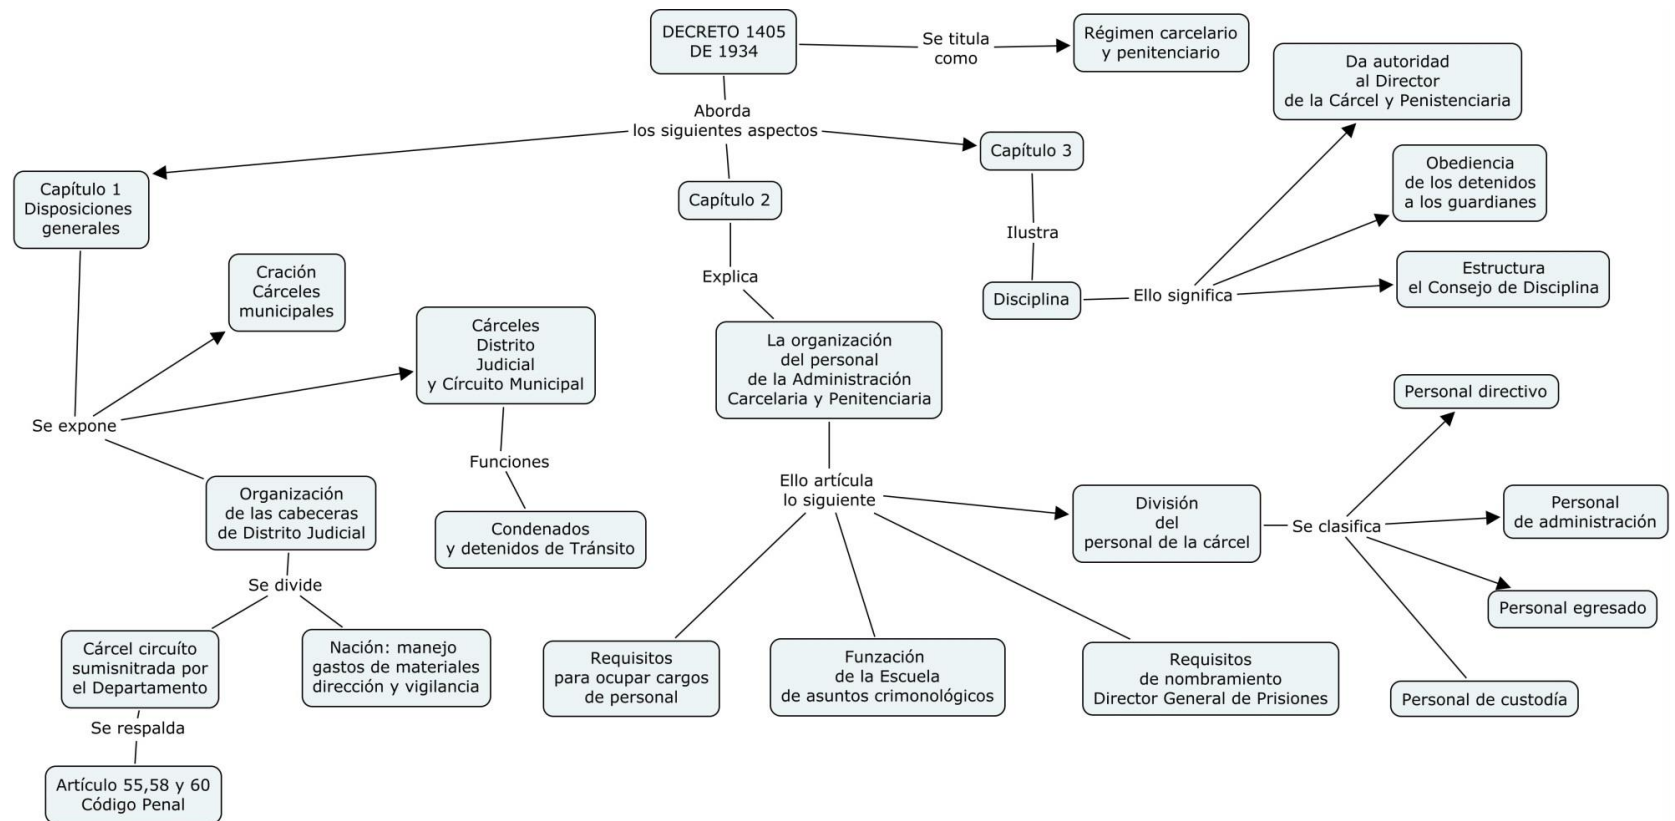 DECRETO 1405
DE 1934
Se titula
como
Régimen carcelario
y penitenciario
Aborda
los siguientes aspectos
Capítulo 1
Disposiciones
generales
Se expone
Cración
Cárceles
municipales
Cárceles
Distrito
Judicial
y Círcuito Municipal
Funciones
Condenados
y detenidos de Tránsito
Organización
de las cabeceras
de Distrito Judicial
Se divide
Cárcel circuíto
sumisnitrada por
el Departamento
Se respalda
Artículo 55,58 y 60
Código Penal
Nación: manejo
gastos de materiales
dirección y vigilancia
Capítulo 2
Explica
La organización
del personal
de la Administración
Carcelaria y Penitenciaria
Ello artícula
lo siguiente
Requisitos
para ocupar cargos
de personal
Funzación
de la Escuela
de asuntos crimonológicos
Requisitos
de nombramiento
Director General de Prisiones
División
del
personal de la cárcel
Se clasifica
Personal directivo
Personal
de administración
Personal egresado
Personal de custodía
Capítulo 3
Ilustra
Disciplina
Ello significa
Da autoridad
al Director
de la Cárcel y Penistenciaria
Obediencia
de los detenidos
a los guardianes
Estructura
el Consejo de Disciplina